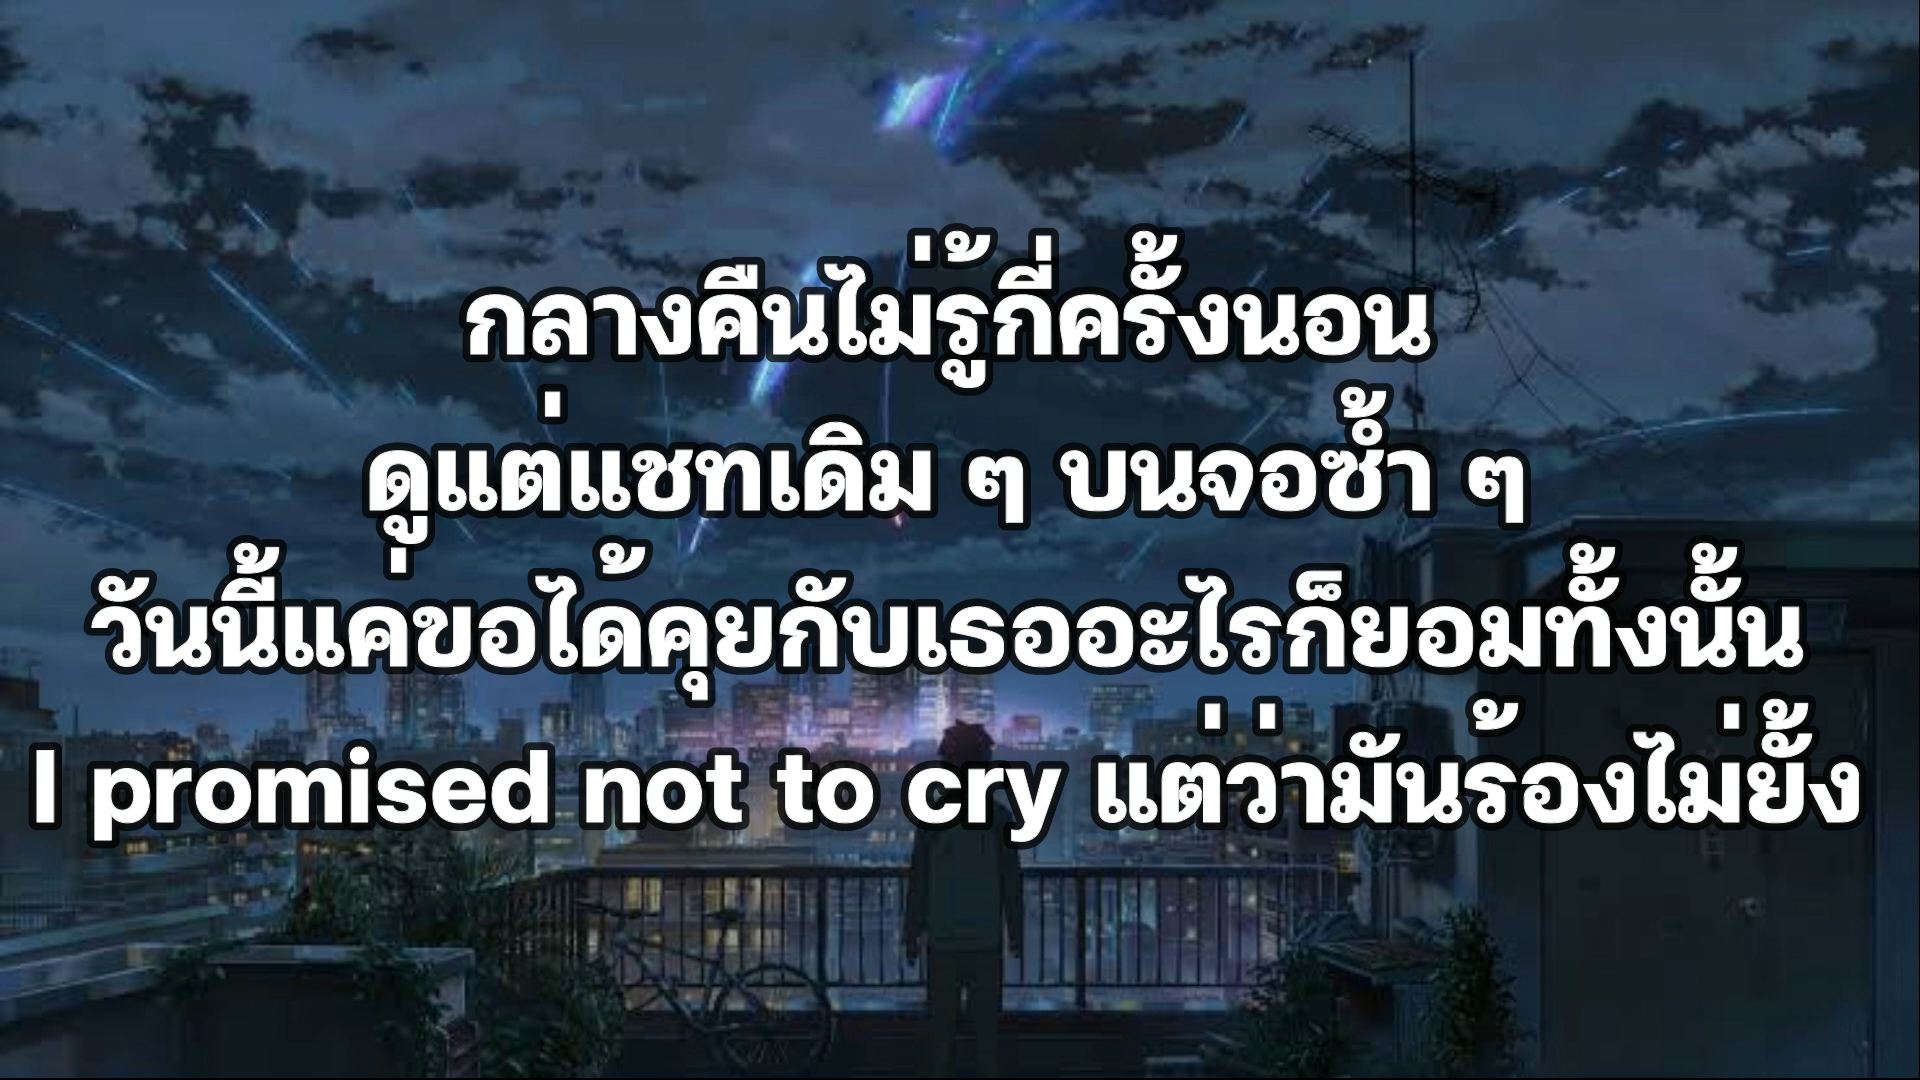 กลางคืนไม่รู้กี่ครั้งนอน
ดูแต่แชทเดิม ๆ บนจอซ้ำ ๆ
วันนี้แค่ขอได้คุยกับเธออะไรก็ยอมทั้งนั้น
I promised not to cry แต่ว่ามันร้องไม่ยั้ง